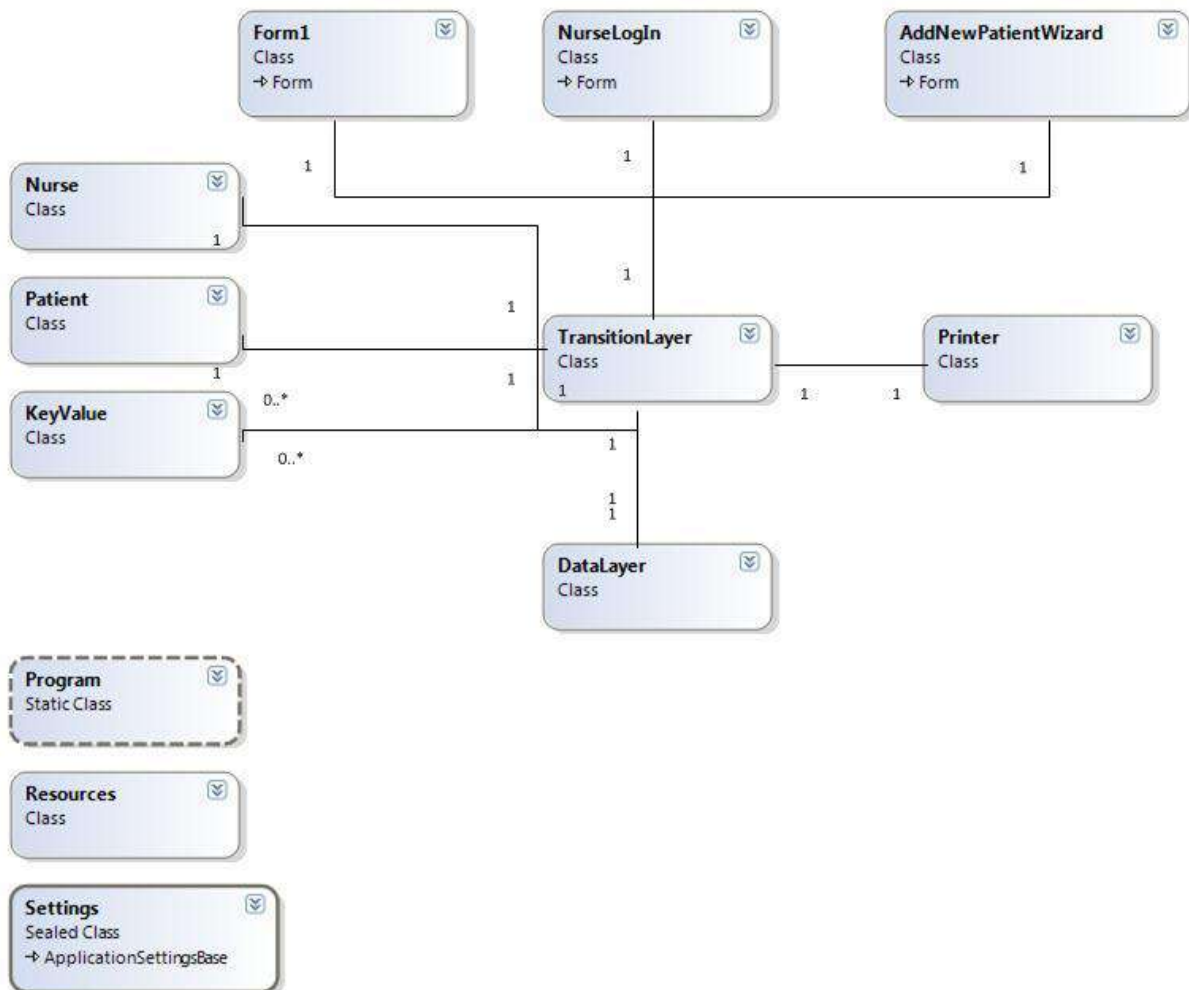 Form1
Class
Form
NurseLogIn
Class
Form
AddNewPatientWizard
Class
Form
1
1
1
Nurse
Class
1
1
Patient
Class
1
1
TransitionLayer
Class
1
Printer
Class
1
1
1
0..*
KeyValue
Class
0..*
1
1
1
DataLayer
Class
Program
Static Class
Resources
Class
Settings
Sealed Class
ApplicationSettingsBase